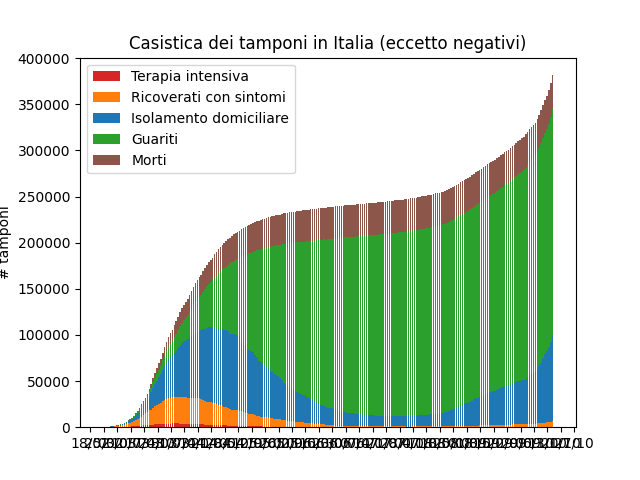 Casistica dei tamponi in Italia (eccetto negativi)
400000
350000
300000
250000
200000
150000
100000
50000
0
# tamponi
Terapia intensiva
Ricoverati con sintomi
Isolamento domiciliare
Guariti
Morti